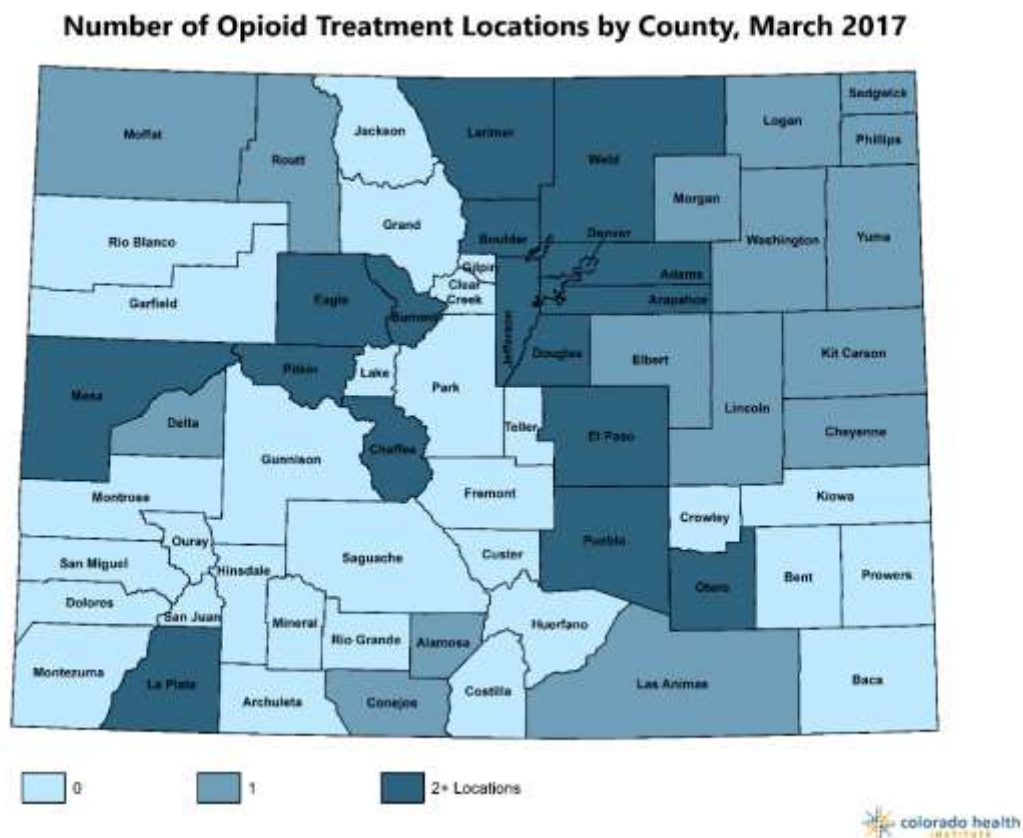 Number of Opioid Treatment Locations by County, March 2017
Sedgwick
Logan
Jackson
Larimer
Moffat
Phillips
Routt
Weld
Morgan
Grand
Denver
Washington
Yuma
Rio Blanco
Boulder
Gilpin
Adams
Clear
Creek
Garfield
Eagle
Arapahoe
Summit
Jefferson
Douglas
Elbert
Kit Carson
Pitkin
Lake
Park
Mesa
Lincoln
Delta
Teller
Cheyenne
El Paso
Chaffee
Gunnison
Montrose
Fremont
Kiowa
Crowley
Ouray
Pueblo
Saguache
Custer
San Miguel
Hinsdale
Bent
Prowers
Otero
Doloros
San Juan
Mineral
Huerfano
Rio Grande
Alamosa
Montezuma
La Plata
Las Animas
Baca
Costilla
Archuleta
Conejos
0
1
2+ Locations
colorado health
INSTITUTE